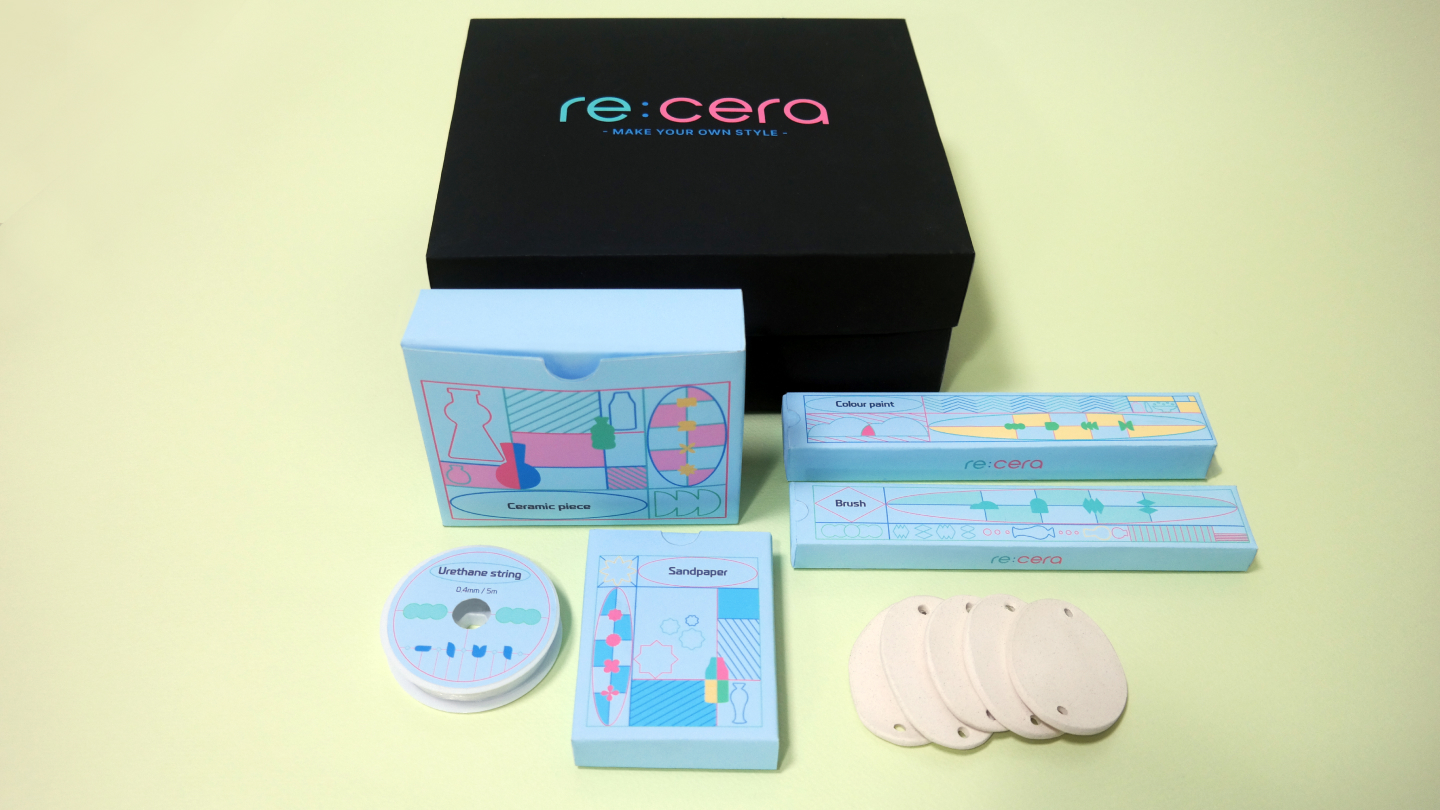 re:cera
- MAKE YOUR OWN STYLE -
Ceramic piece
Colour paint
re:cera
Brush
re:cera
Urethane string
0.4mm / 5m
Sandpaper